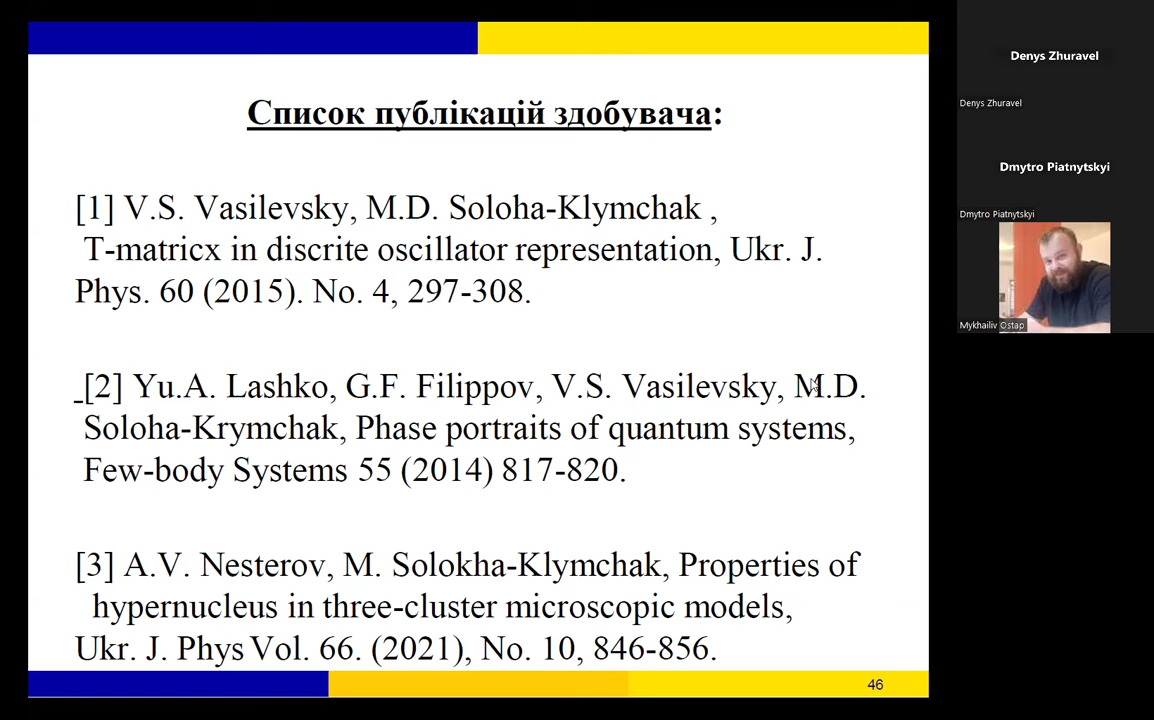 Список публікацій здобувача:
[1] V.S. Vasilevsky, M.D. Soloha-Klymchak ,
T-matricx in discrite oscillator representation, Ukr. J.
Phys. 60 (2015). No. 4, 297-308.
[2] Yu.A. Lashko, G.F. Filippov, V.S. Vasilevsky, M.D.
Soloha-Krymchak, Phase portraits of quantum systems,
Few-body Systems 55 (2014) 817-820.
[3] A.V. Nesterov, M. Solokha-Klymchak, Properties of
hypernucleus in three-cluster microscopic models,
Ukr. J. Phys Vol. 66. (2021), No. 10, 846-856.
46
Denys Zhuravel
Denys Zhuravel
Dmytro Piatnytskyi
Dmytro Piatnytskyi
Mykhailiv Ostap